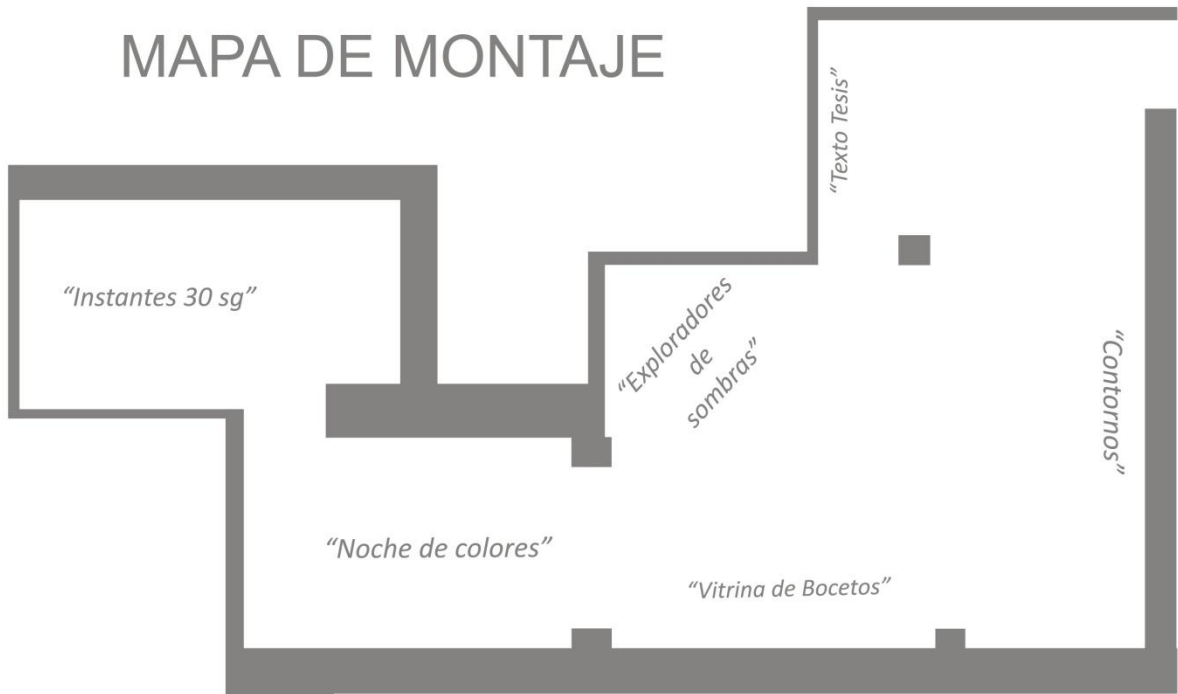 MAPA DE MONTAJE
“Texto Tesis”
“Instantes 30 sg”
“Exploradores
de
sombras”
“Contornos”
“Noche de colores”
“Vitrina de Bocetos”